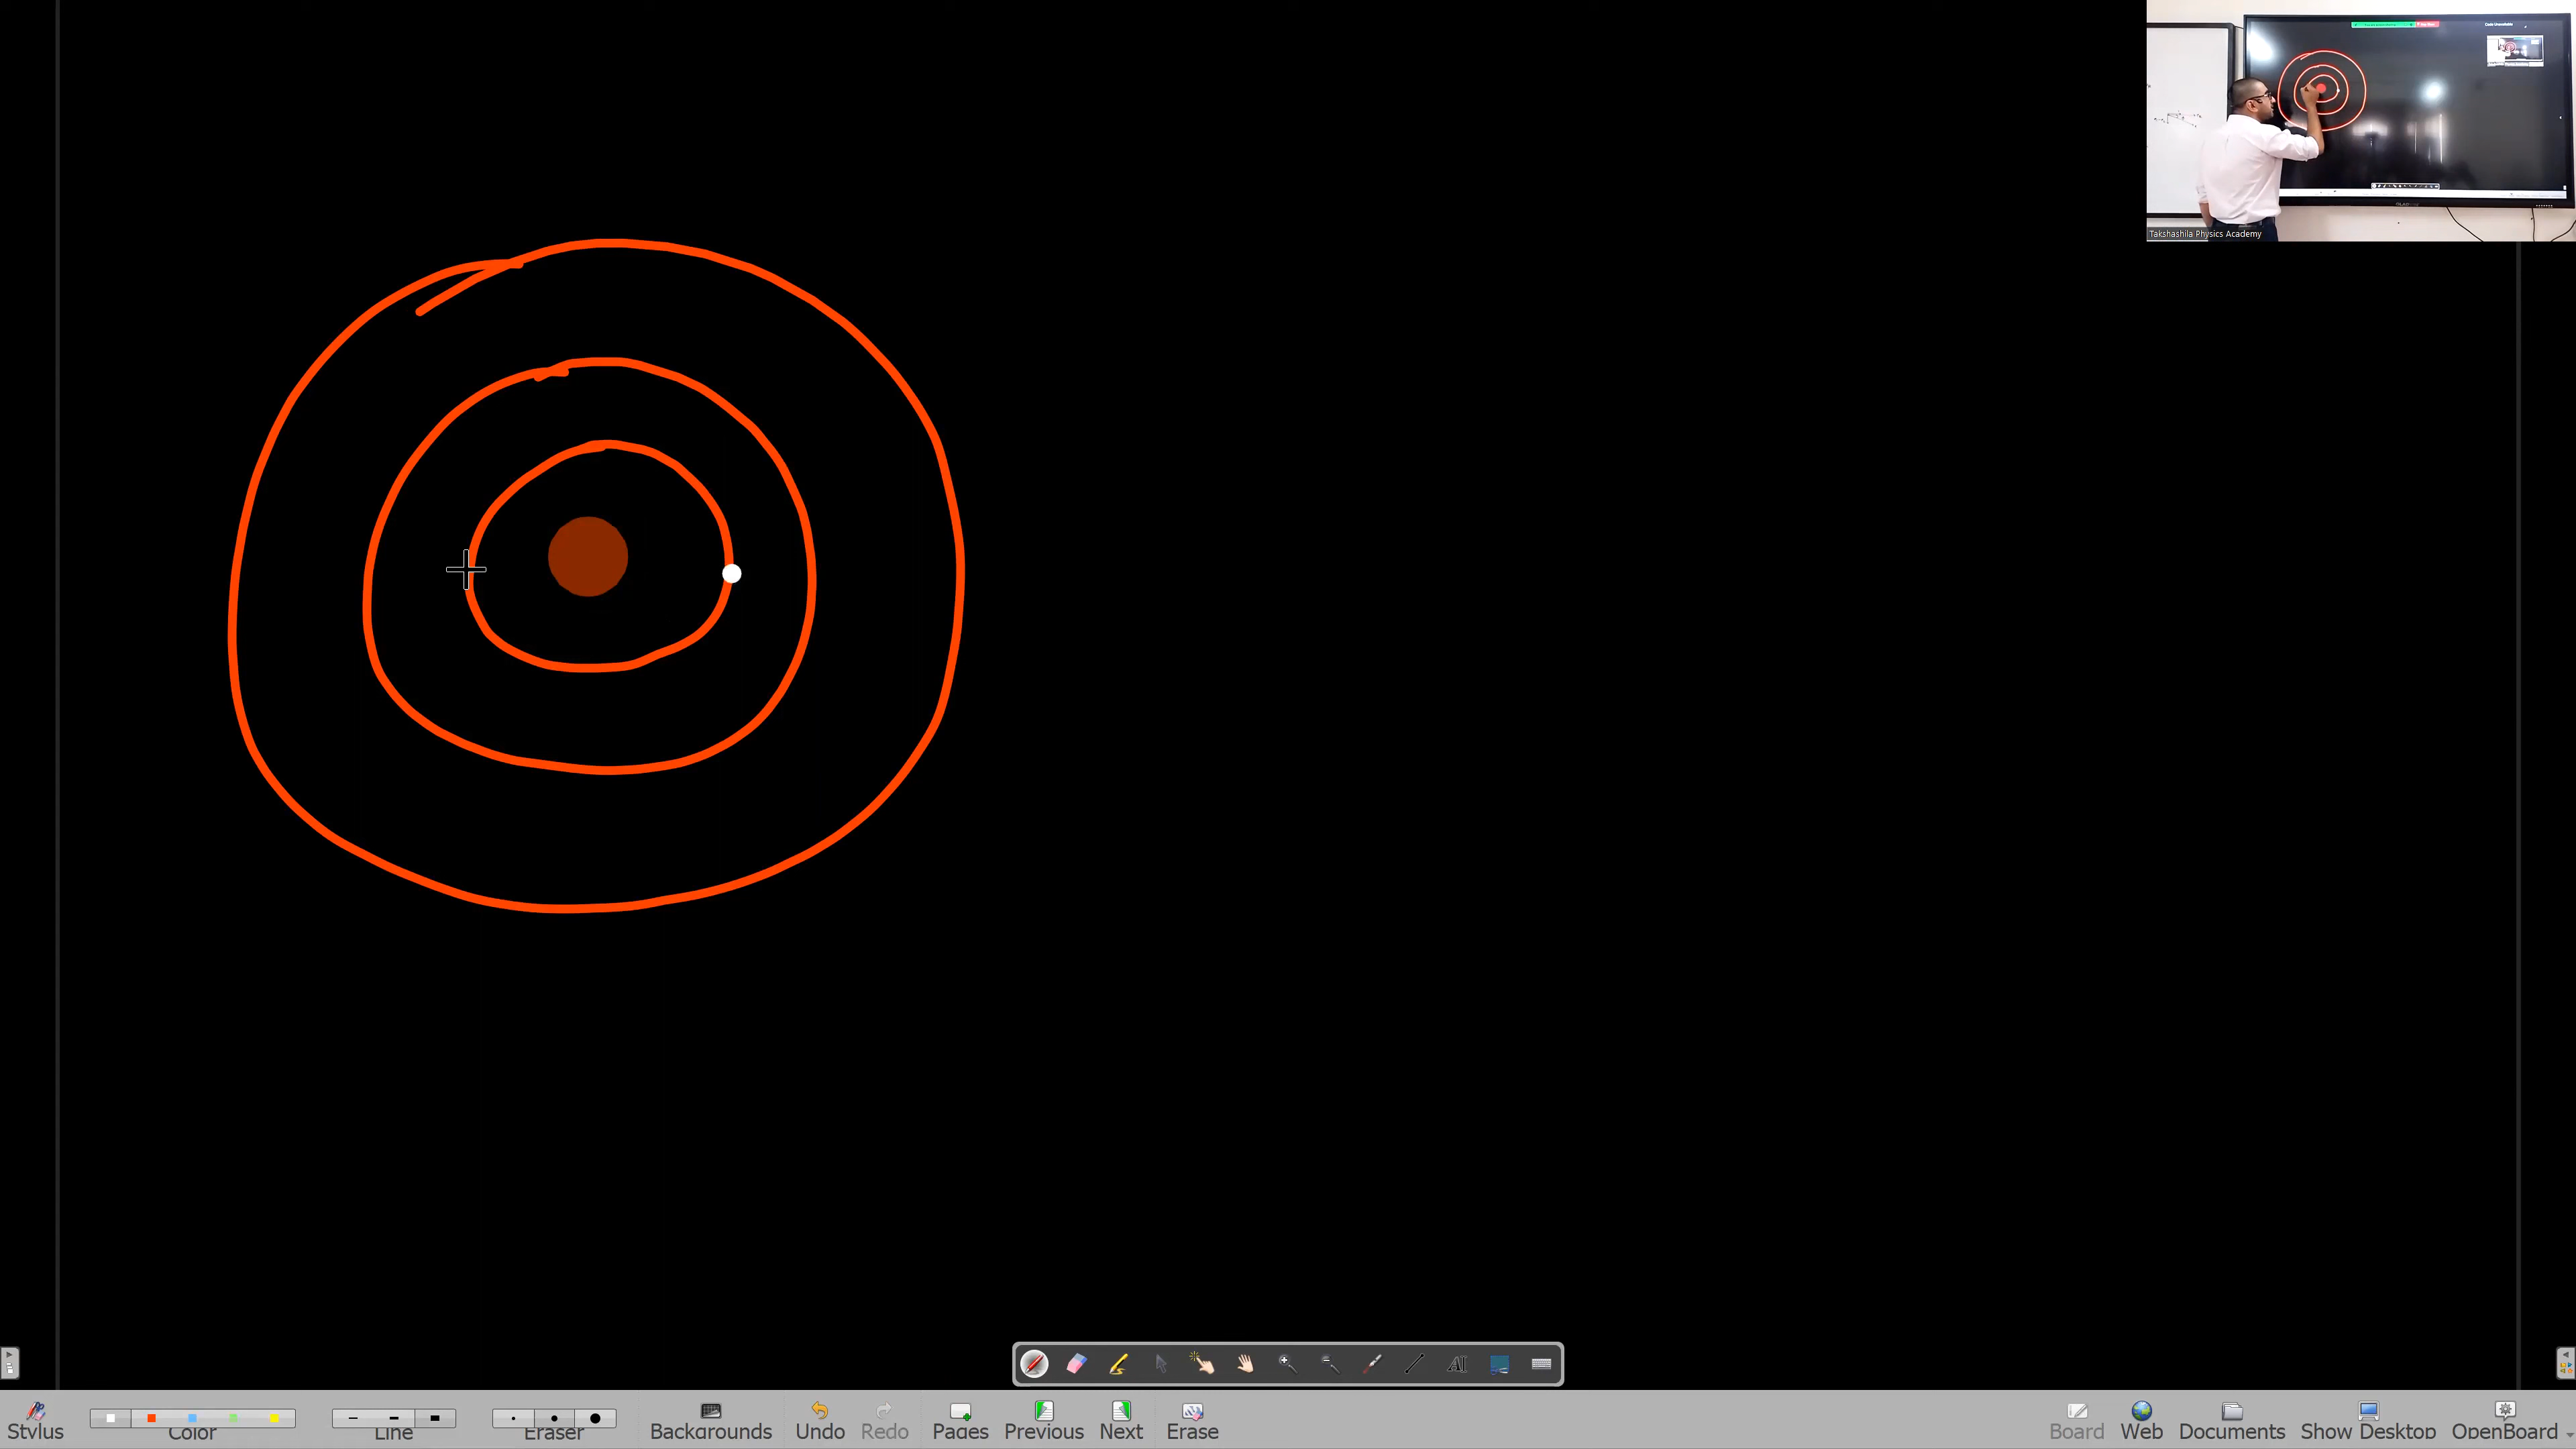 Takshashila Physics Academy
Stylus
Color
Line
Eraser
Backgrounds
Undo
Redo
Pages
Previous
Next
Erase
Board
Web
Documents
Show Desktop
OpenBoard